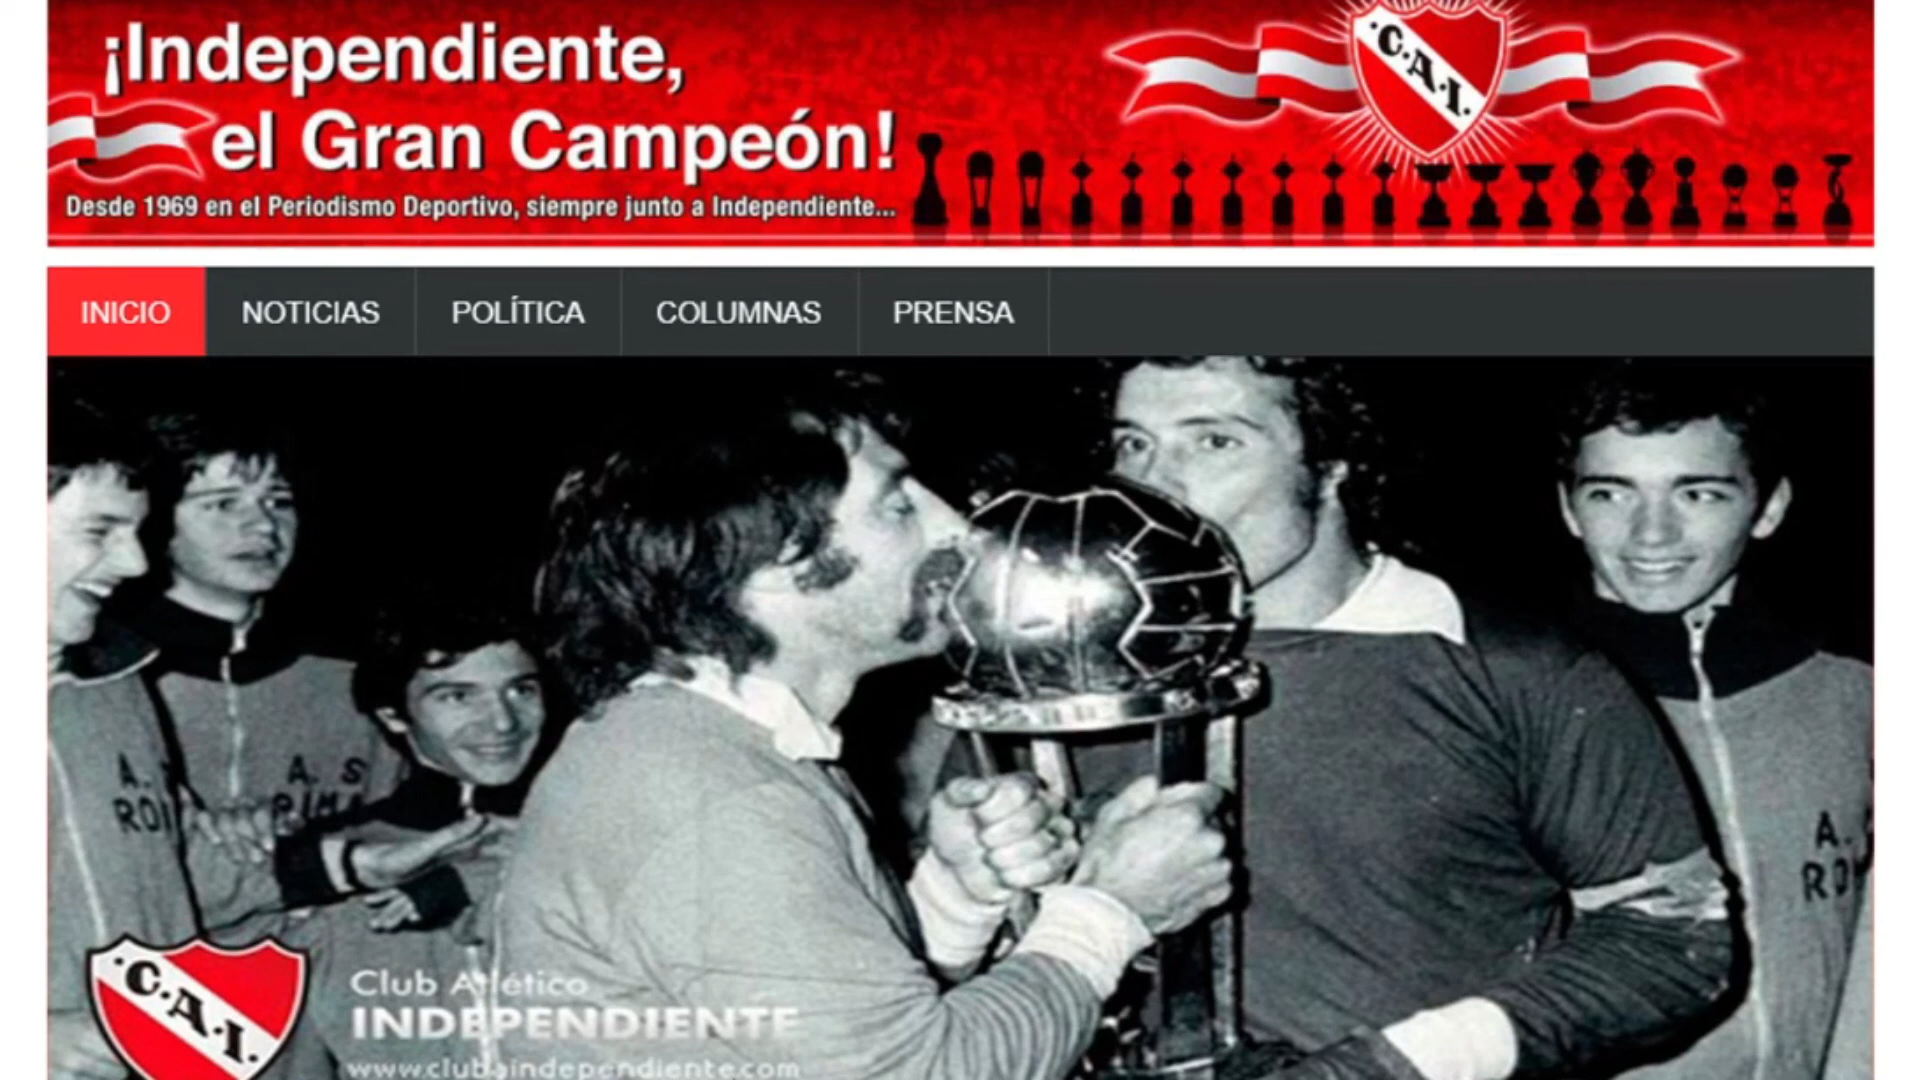 ¡Independiente,
el Gran Campeón!
Desde 1969 en el Periodismo Deportivo, siempre junto a Independiente...
·C·A·I·
INICIO NOTICIAS POLÍTICA COLUMNAS PRENSA
A.
A. S
A.
·C·A·I·
Club Atlético
INDEPENDIENTE
www.clubaindependiente.com